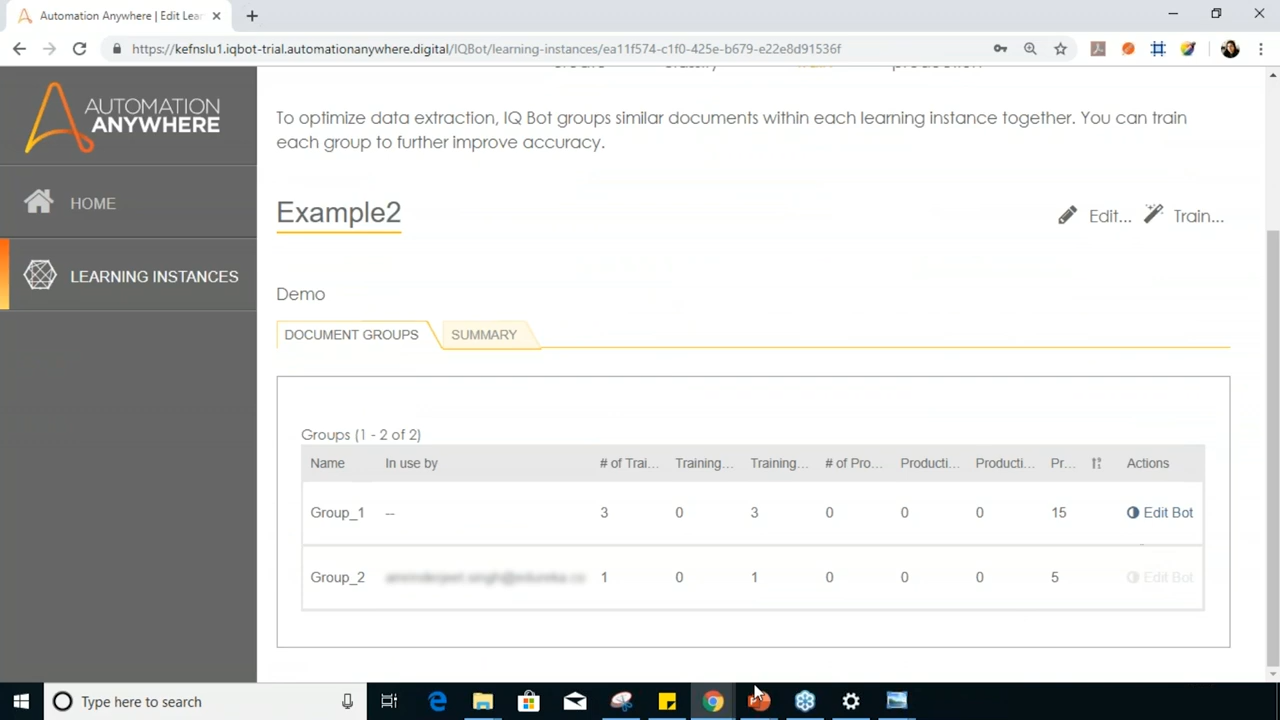 Automation Anywhere | Edit Lea
https://kefnslu1.iqbot-trial.automationanywhere.digital/IQBot/learning-instances/ea11f574-c1f0-425e-b679-e22e8d91536f
AUTOMATION
ANYWHERE
HOME
LEARNING INSTANCES
To optimize data extraction, IQ Bot groups similar documents within each learning instance together. You can train
each group to further improve accuracy.
Example2
Edit... Train...
Demo
DOCUMENT GROUPS SUMMARY
Groups (1 - 2 of 2)
Name In use by # of Trai... Training... Training... # of Pro... Producti... Producti... Pr... Actions
Group_1 -- 3 0 3 0 0 0 15 Edit Bot
Group_2 1 0 1 0 0 0 5 Edit Bot
Type here to search